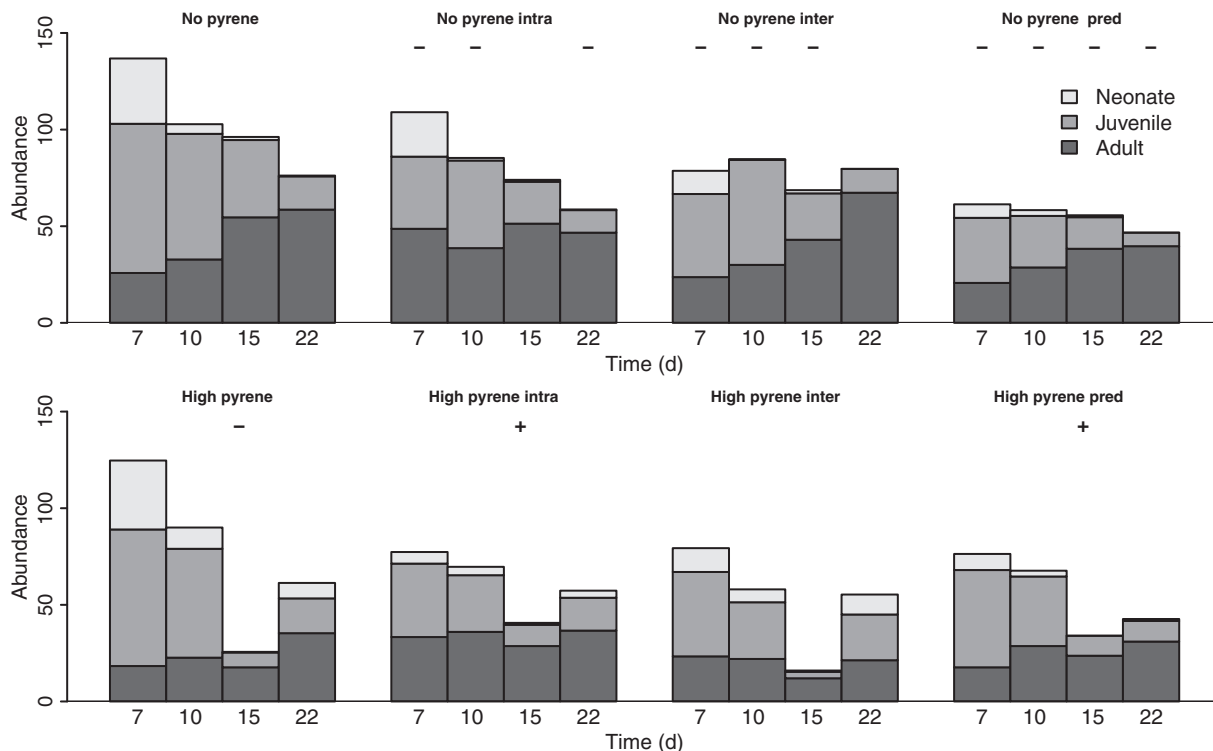 No pyrene No pyrene intra No pyrene inter No pyrene pred
− − − − − − − − − −
150
100
50
0
Abundance
Neonate
Juvenile
Adult
7 10 15 22 7 10 15 22 7 10 15 22 7 10 15 22
Time (d)
High pyrene High pyrene intra High pyrene inter High pyrene pred
− + +
150
100
50
0
Abundance
7 10 15 22 7 10 15 22 7 10 15 22 7 10 15 22
Time (d)